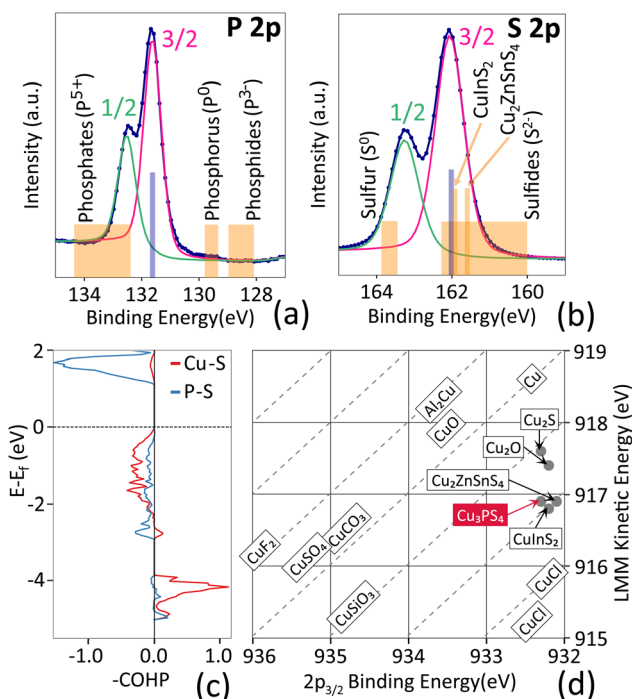 (a)
P 2p
3/2
1/2
Phosphates (P⁵⁺)
Phosphorus (P⁰)
Phosphides (P³⁻)
Intensity (a.u.)
134 132 130 128
Binding Energy(eV)
(a)
S 2p
3/2
1/2
CuInS₂
Cu₂ZnSnS₄
Sulfur (S⁰)
Sulfides (S²⁻)
Intensity(a.u.)
164 162 160
Binding Energy(eV)
(b)
2
0
-2
-4
E-E_f (eV)
Cu-S
P-S
-1.0 0.0 1.0
-COHP
(c)
Al₂Cu
CuO
Cu
Cu₂S
Cu₂O
Cu₂ZnSnS₄
Cu₃PS₄
CuInS₂
CuF₂
CuSO₄
CuCO₃
CuSiO₃
CuCl
CuCl
919
918
917
916
915
LMM Kinetic Energy (eV)
936 935 934 933 932
2p₃/₂ Binding Energy(eV)
(d)